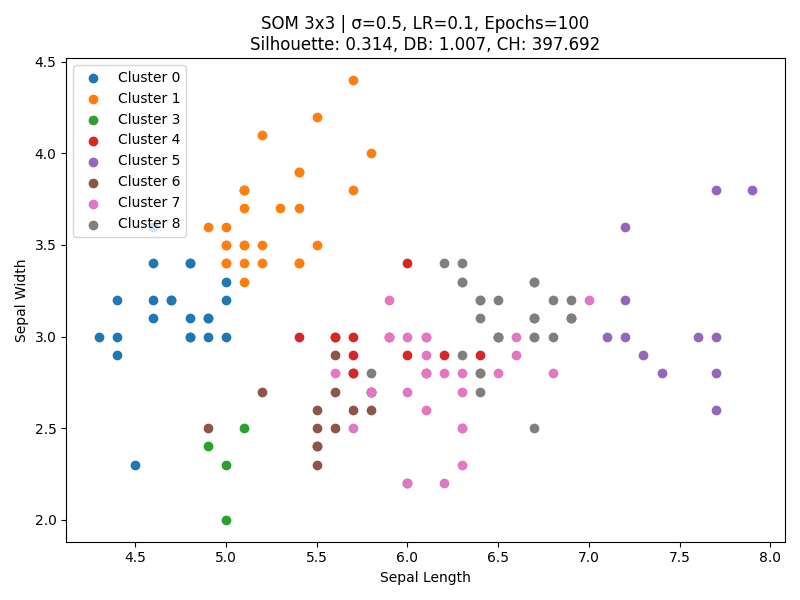 SOM 3x3 | σ=0.5, LR=0.1, Epochs=100
Silhouette: 0.314, DB: 1.007, CH: 397.692
Cluster 0
Cluster 1
Cluster 3
Cluster 4
Cluster 5
Cluster 6
Cluster 7
Cluster 8
4.5
4.0
3.5
3.0
2.5
2.0
Sepal Width
4.5 5.0 5.5 6.0 6.5 7.0 7.5 8.0
Sepal Length